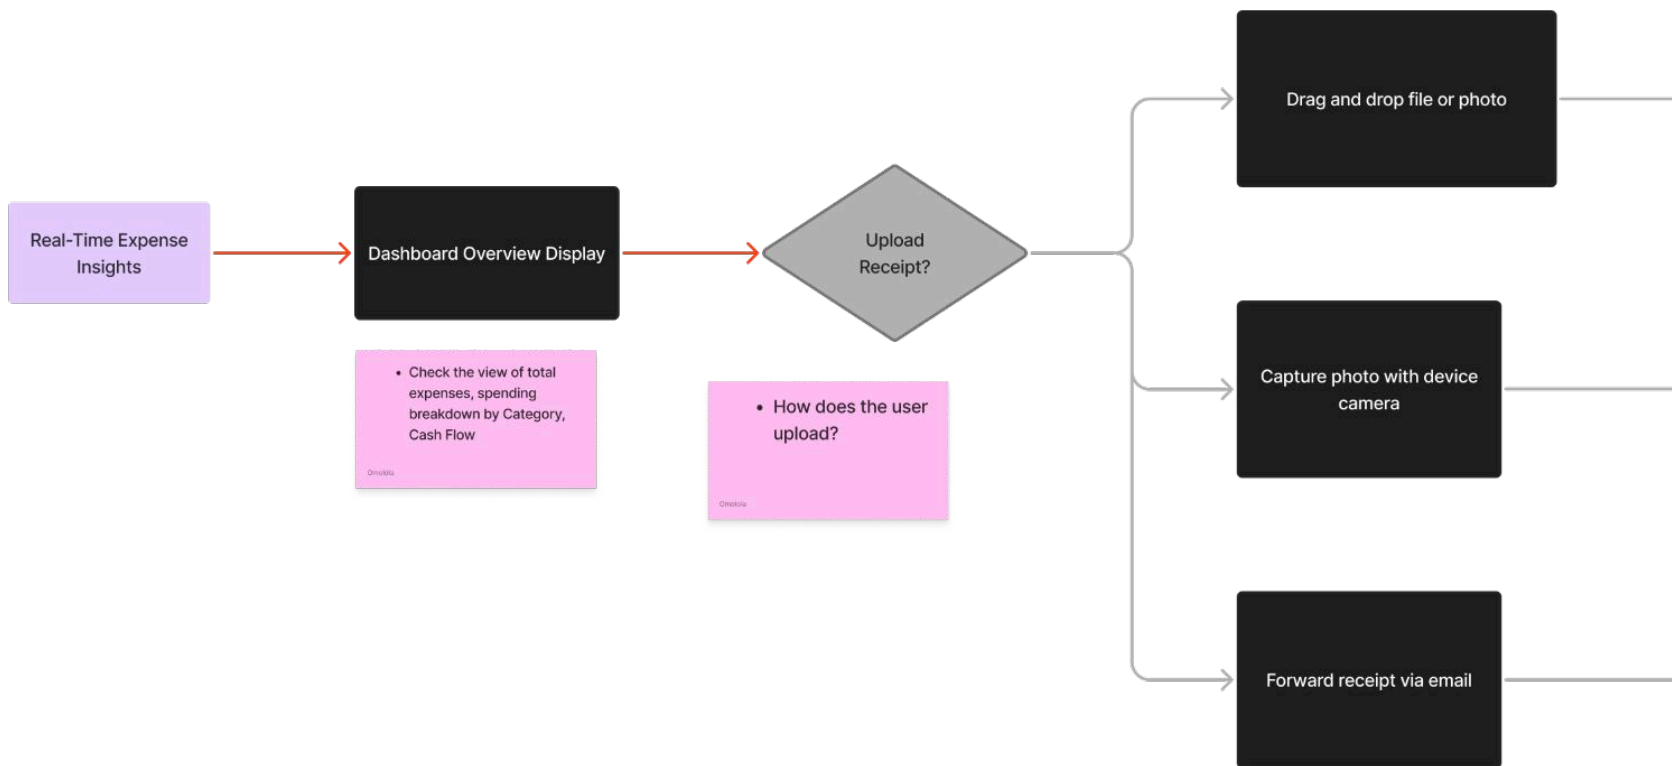 Drag and drop file or photo
Real-Time Expense
Insights
Dashboard Overview Display
Upload
Receipt?
• Check the view of total
expenses, spending
breakdown by Category,
Cash Flow
Omolola
• How does the user
upload?
Omolola
Capture photo with device
camera
Forward receipt via email